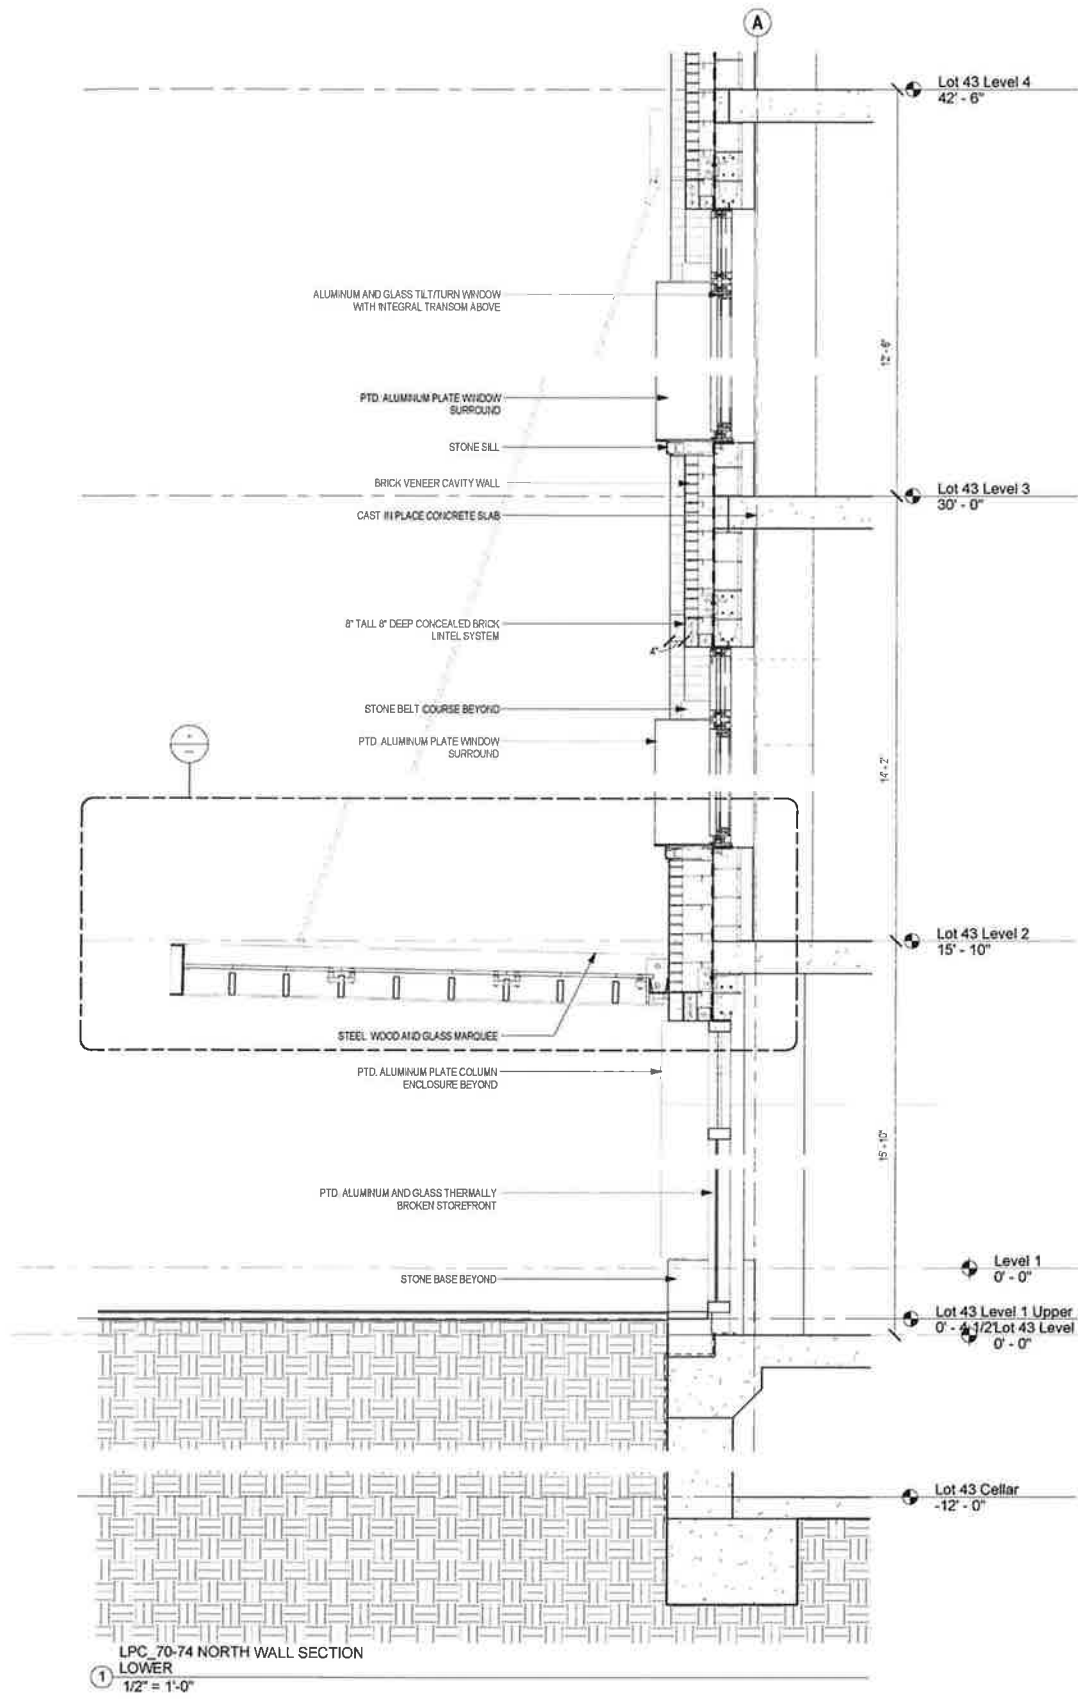 A
Lot 43 Level 4
42' - 6"
ALUMINUM AND GLASS TILT/TURN WINDOW
WITH INTEGRAL TRANSOM ABOVE
12' - 6"
PTD. ALUMINUM PLATE WINDOW
SURROUND
STONE SILL
BRICK VENEER CAVITY WALL
Lot 43 Level 3
30' - 0"
CAST IN PLACE CONCRETE SLAB
8" TALL 8" DEEP CONCEALED BRICK
LINTEL SYSTEM
4"
STONE BELT COURSE BEYOND
PTD. ALUMINUM PLATE WINDOW
SURROUND
14' - 2"
Lot 43 Level 2
15' - 10"
STEEL WOOD AND GLASS MARQUEE
PTD. ALUMINUM PLATE COLUMN
ENCLOSURE BEYOND
15' - 10"
PTD. ALUMINUM AND GLASS THERMALLY
BROKEN STOREFRONT
Level 1
0' - 0"
STONE BASE BEYOND
Lot 43 Level 1 Upper
0' - 4 1/2"
Lot 43 Level
0' - 0"
Lot 43 Cellar
-12' - 0"
LPC_70-74 NORTH WALL SECTION
LOWER
1
1/2" = 1'-0"